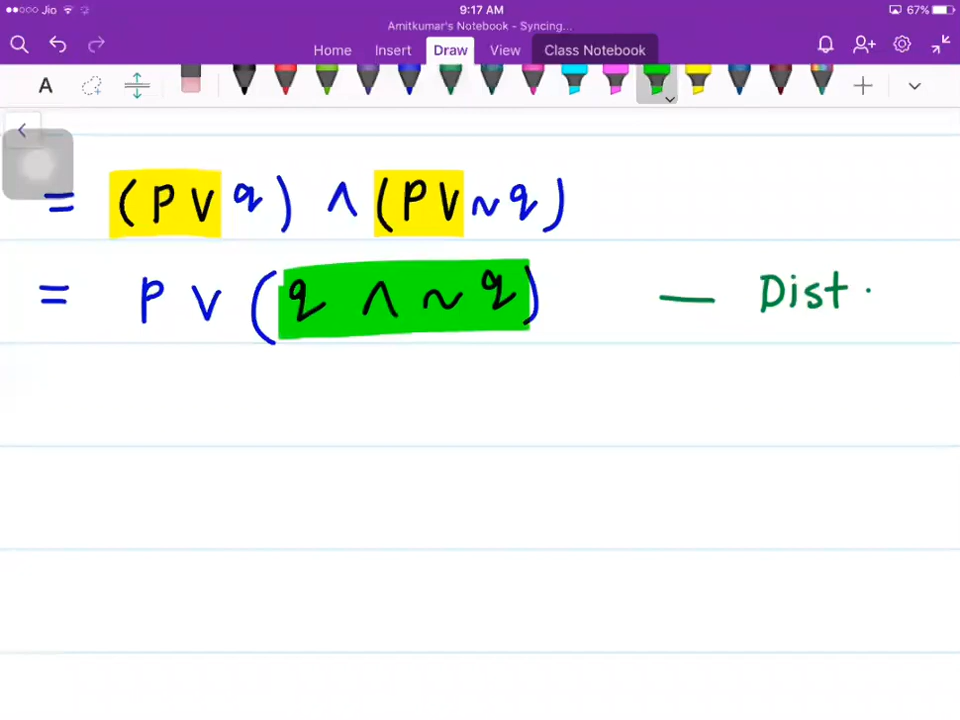 Jio 9:17 AM 67%
Amitkumar's Notebook - Syncing...
Home Insert Draw View Class Notebook
A
= (P ∨ q) ∧ (P ∨ ~q)
= P ∨ (q ∧ ~q) — Dist.